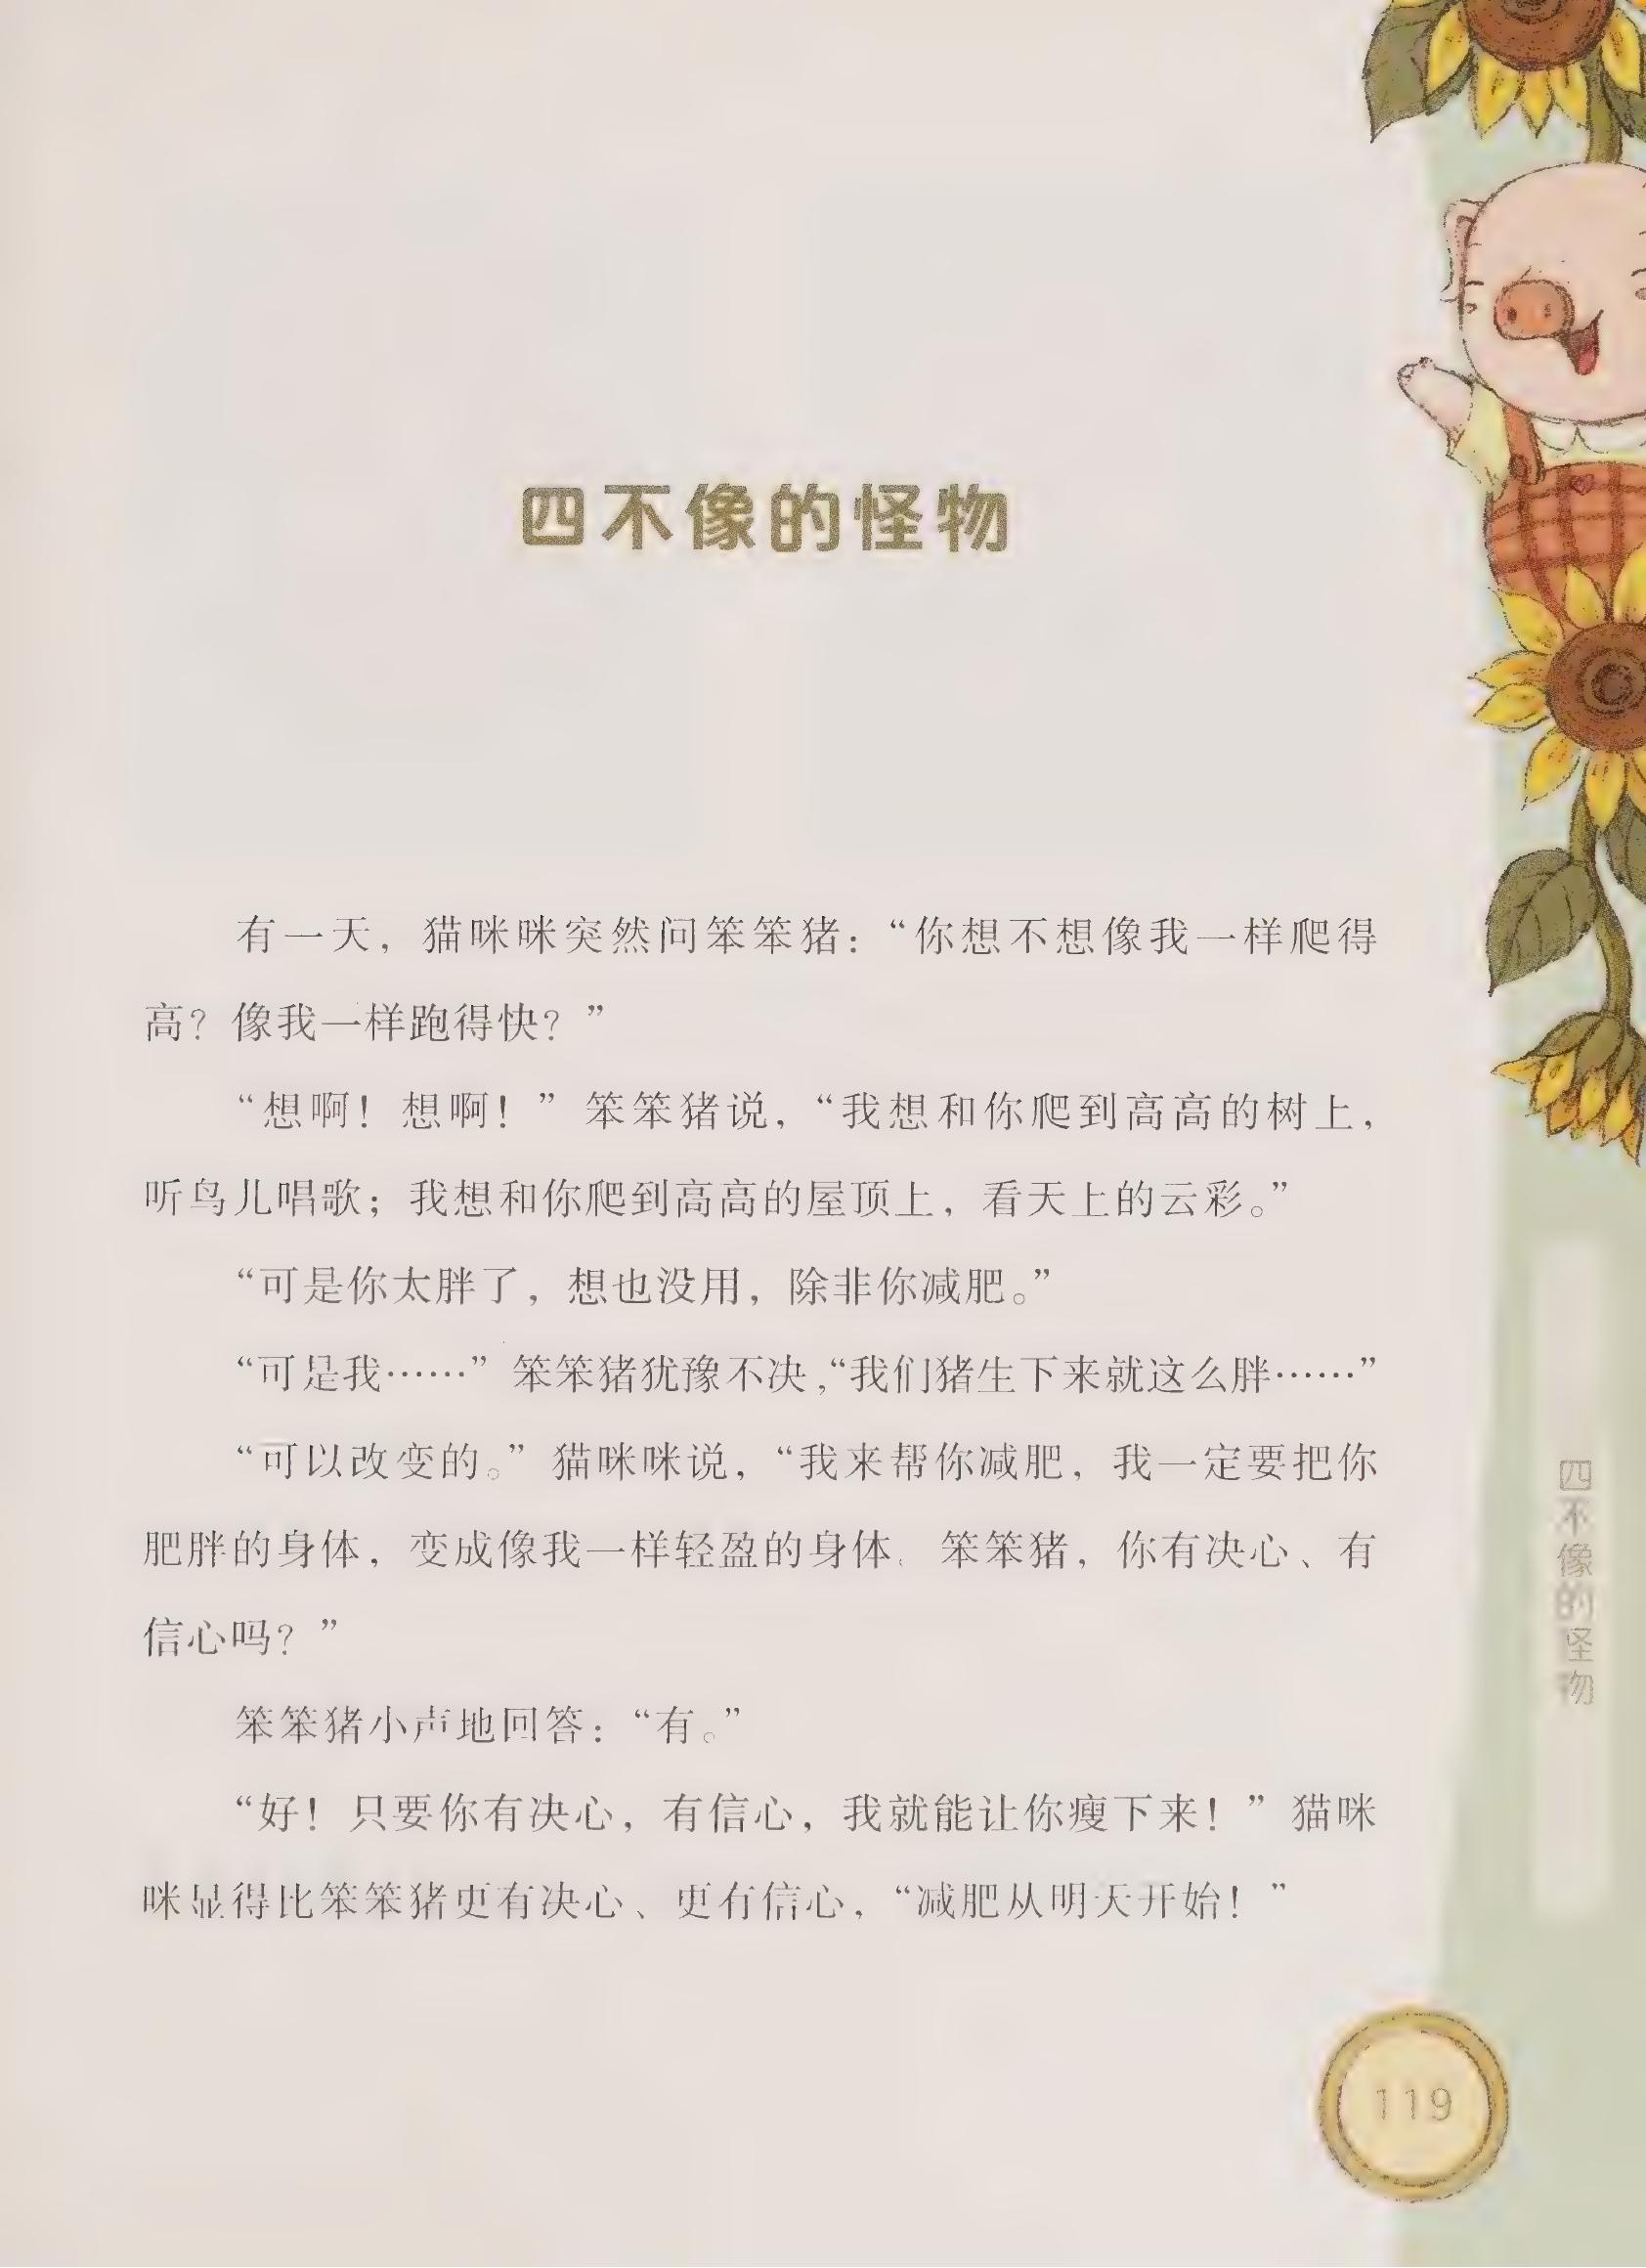 四不像的怪物
有一天，猫咪咪突然问笨笨猪：“你想不想像我一样爬得
高？像我一样跑得快？”
“想啊！想啊！”笨笨猪说，“我想和你爬到高高的树上，
听鸟儿唱歌；我想和你爬到高高的屋顶上，看天上的云彩。”
“可是你太胖了，想也没用，除非你减肥。”
“可是我……”笨笨猪犹豫不决，“我们猪生下来就这么胖……”
“可以改变的。”猫咪咪说，“我来帮你减肥，我一定要把你
肥胖的身体，变成像我一样轻盈的身体。笨笨猪，你有决心、有
信心吗？”
笨笨猪小声地回答：“有。”
“好！只要你有决心，有信心，我就能让你瘦下来！”猫咪
咪显得比笨笨猪更有决心、更有信心，“减肥从明天开始！”
四不像的怪物
119